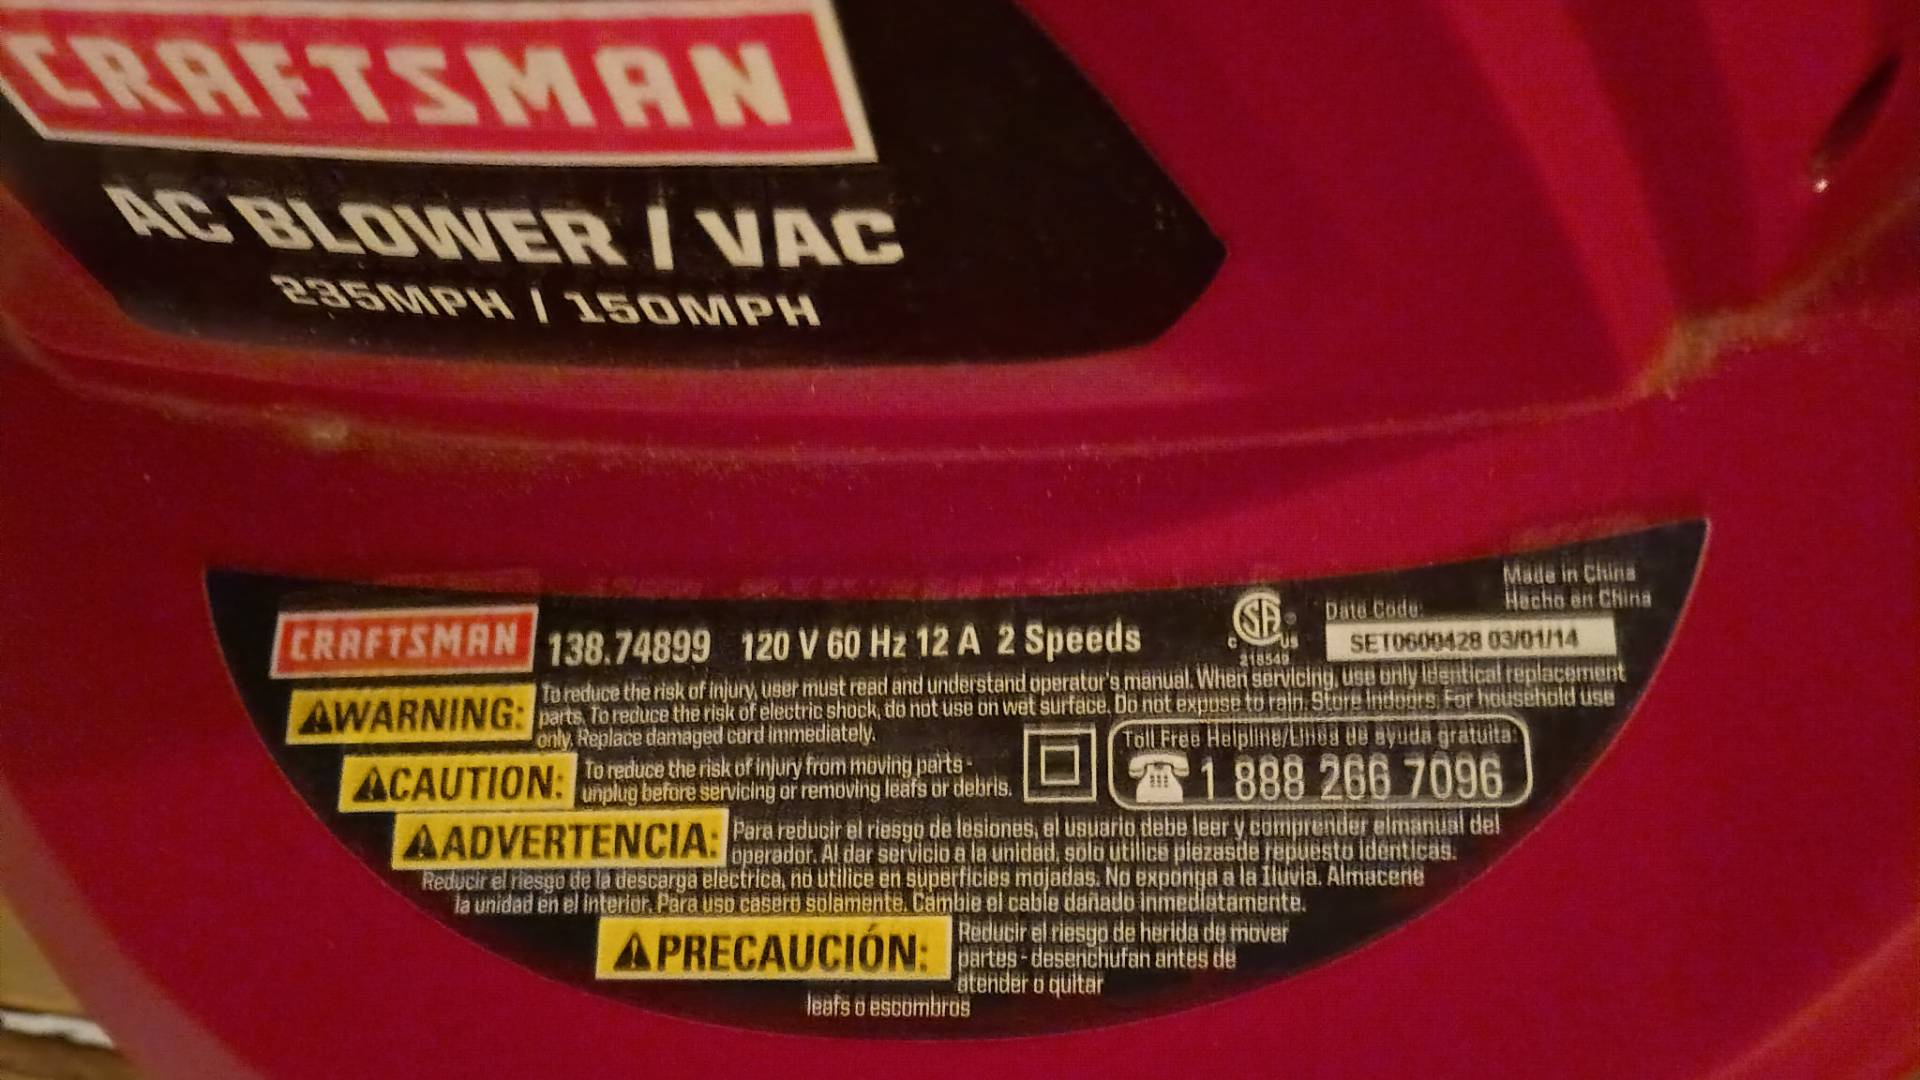 CRAFTSMAN
AC BLOWER / VAC
235MPH / 150MPH
Made in China
Hecho en China
Date Code:
SET0600428 03/01/14
CRAFTSMAN 138.74899 120 V 60 Hz 12 A 2 Speeds
SA
C US
218549
WARNING: To reduce the risk of injury, user must read and understand operator's manual. When servicing, use only identical replacement
parts. To reduce the risk of electric shock, do not use on wet surface. Do not expose to rain. Store indoors. For household use
only. Replace damaged cord immediately.
CAUTION: To reduce the risk of injury from moving parts -
unplug before servicing or removing leafs or debris.
Toll Free Helpline/Línea de ayuda gratuita:
1 888 266 7096
ADVERTENCIA: Para reducir el riesgo de lesiones, el usuario debe leer y comprender elmanual del
operador. Al dar servicio a la unidad, solo utilice piezasde repuesto identicas.
Reducir el riesgo de la descarga electrica, no utilice en superficies mojadas. No exponga a la lluvia. Almacene
la unidad en el interior. Para uso casero solamente. Cambie el cable dañado inmediatamente.
PRECAUCIÓN: Reducir el riesgo de herida de mover
partes - desenchufan antes de
atender o quitar
leafs o escombros